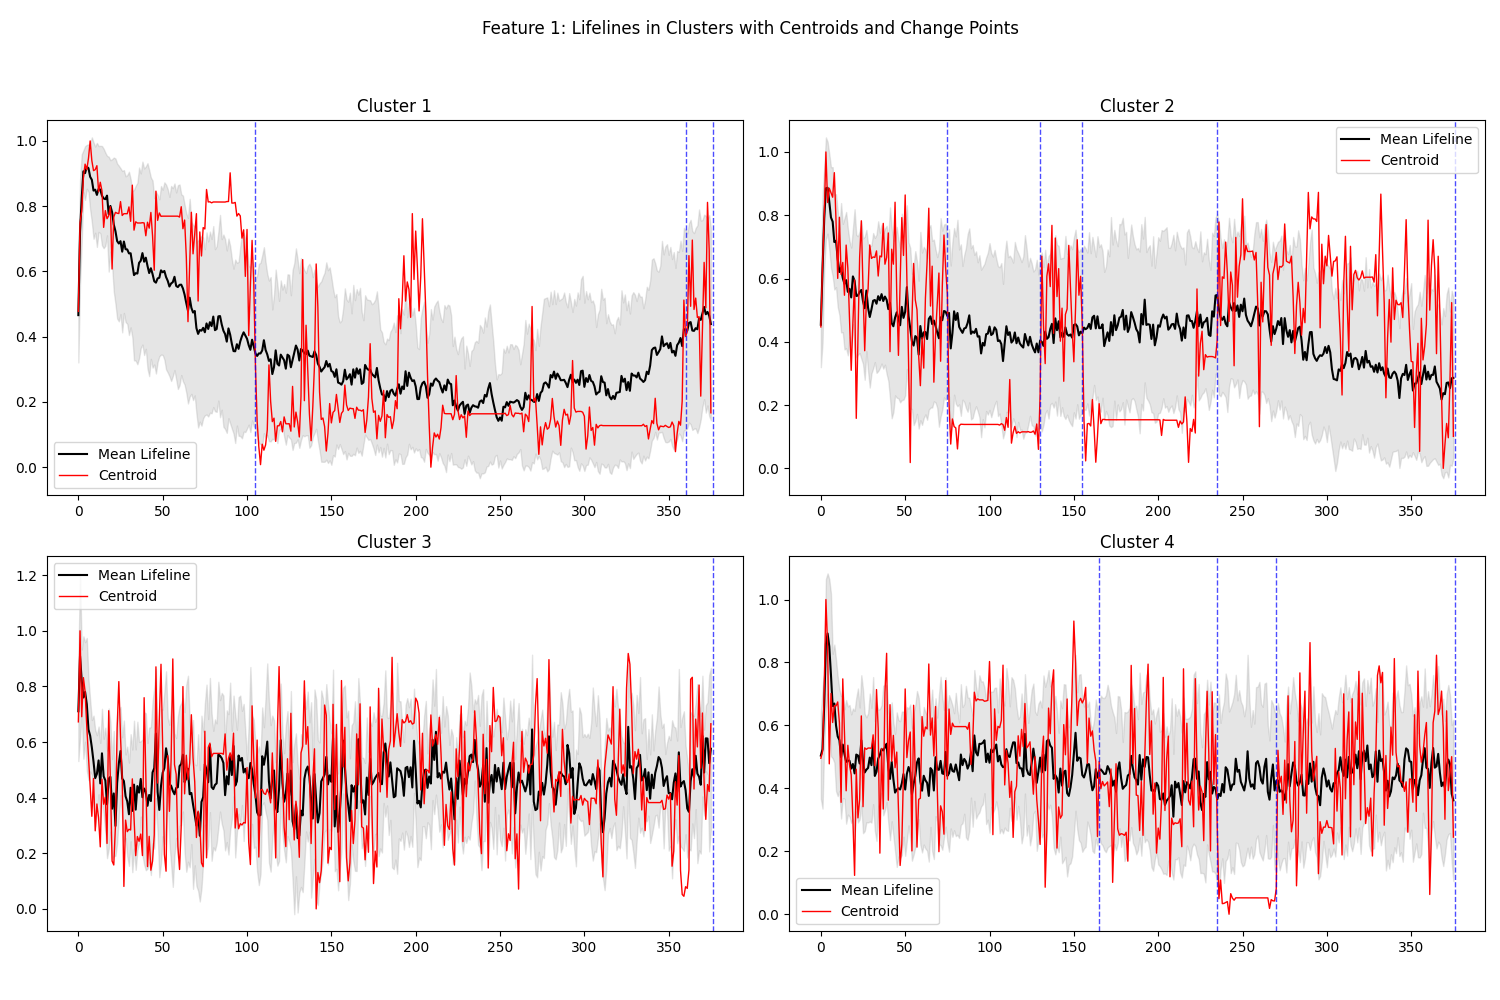 Feature 1: Lifelines in Clusters with Centroids and Change Points
Cluster 1
1.0
0.8
0.6
0.4
0.2
0.0
Mean Lifeline
Centroid
0 50 100 150 200 250 300 350
Cluster 2
1.0
0.8
0.6
0.4
0.2
0.0
Mean Lifeline
Centroid
0 50 100 150 200 250 300 350
Cluster 3
1.2
1.0
0.8
0.6
0.4
0.2
0.0
Mean Lifeline
Centroid
0 50 100 150 200 250 300 350
Cluster 4
1.0
0.8
0.6
0.4
0.2
0.0
Mean Lifeline
Centroid
0 50 100 150 200 250 300 350